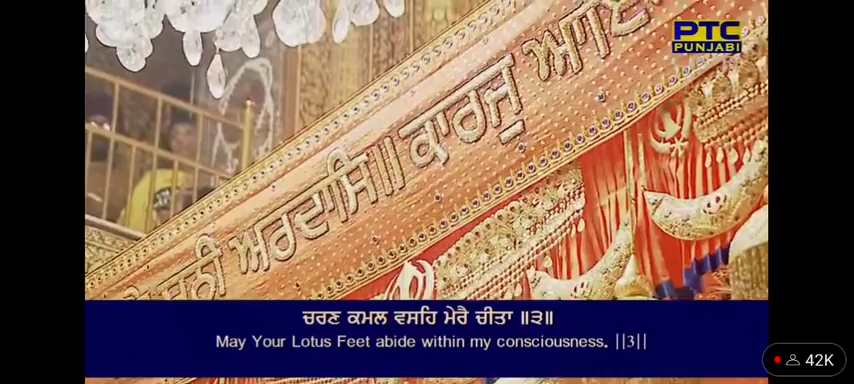 PTC
PUNJABI
ਸੁਨੀ ਅਰਦਾਸਿ॥ ਕਾਰਜੁ
ਚਰਣ ਕਮਲ ਵਸਹਿ ਮੇਰੈ ਚੀਤਾ ॥੩॥
May Your Lotus Feet abide within my consciousness. ||3||
42K